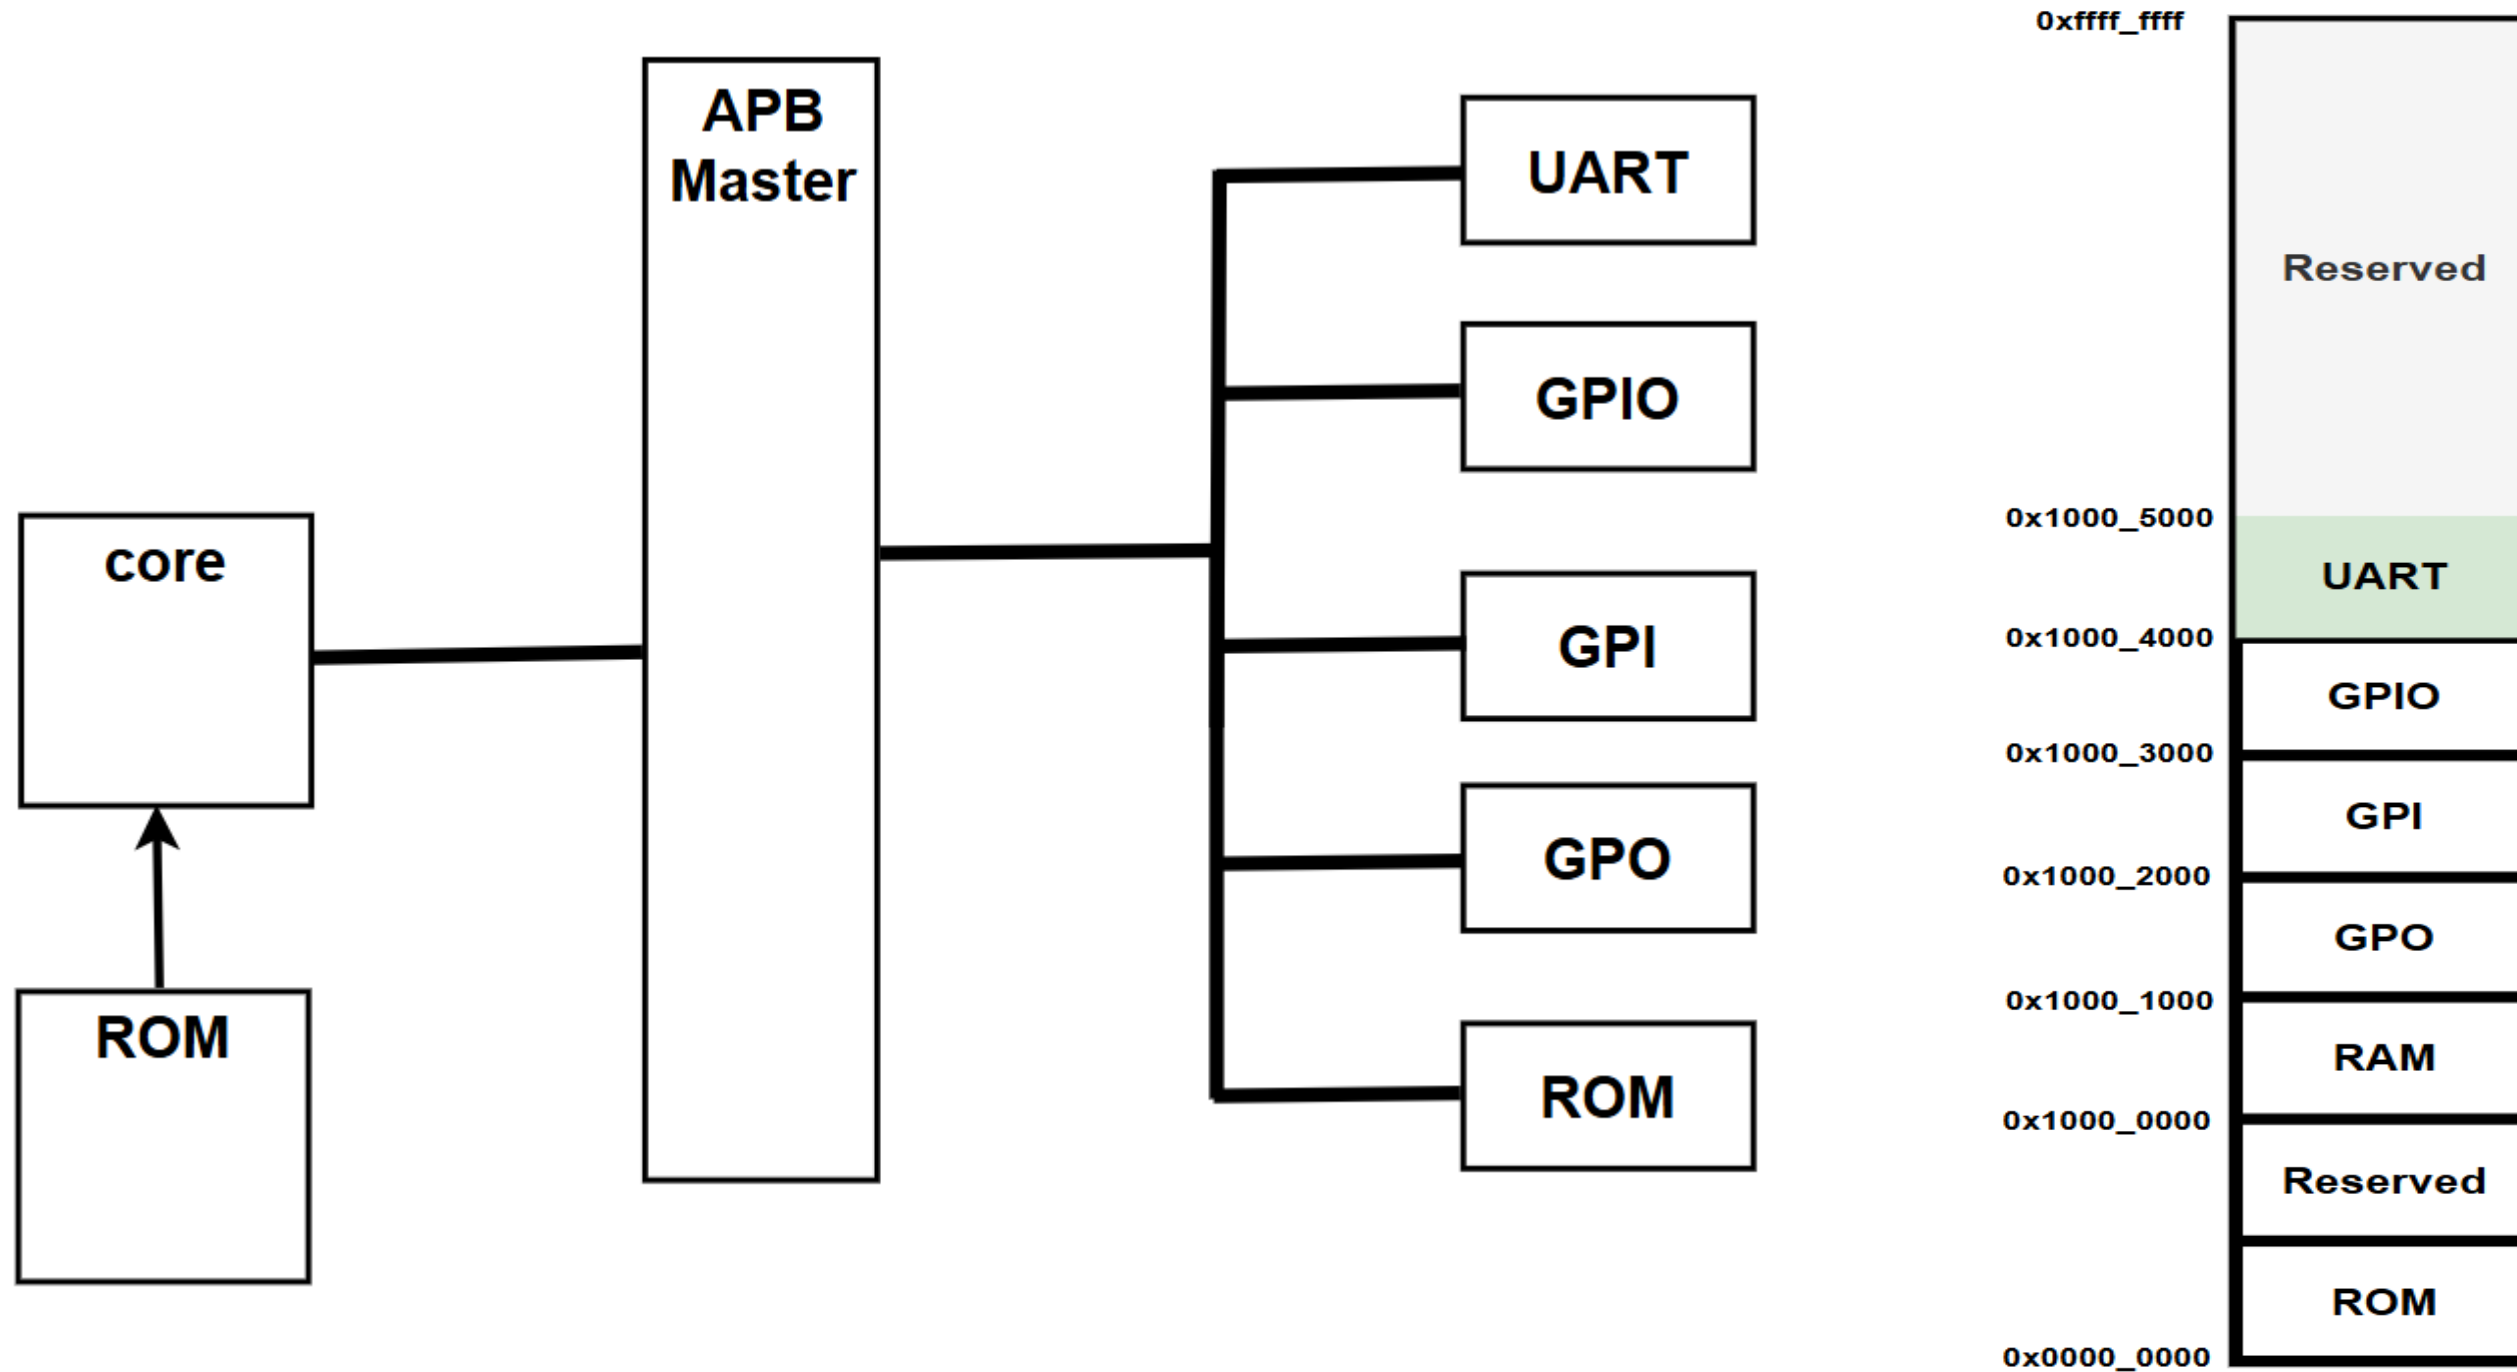 APB
Master
core
ROM
UART
GPIO
GPI
GPO
ROM
0xffff_ffff
Reserved
0x1000_5000
UART
0x1000_4000
GPIO
0x1000_3000
GPI
0x1000_2000
GPO
0x1000_1000
RAM
0x1000_0000
Reserved
ROM
0x0000_0000